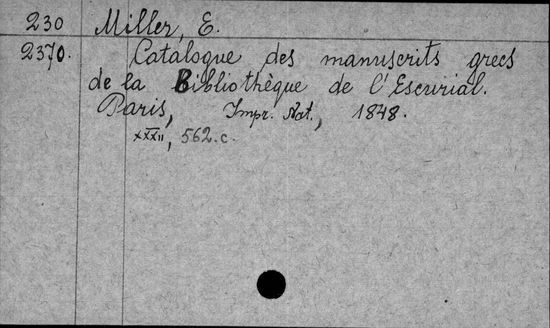 230 Miller, E.
2370. Catalogue des manuscrits grecs
de la Bibliothèque de l'Escurial.
Paris, Impr. Nat., 1848.
XXXII, 562.c.